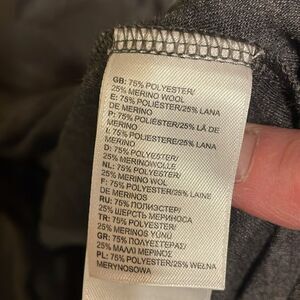 GB: 75% POLYESTER/
25% MERINO WOOL
E: 75% POLIÉSTER/25% LANA
DE MERINO
P: 75% POLIÉSTER/25% LÃ DE
MERINO
I: 75% POLIESTERE/25% LANA
MERINO
D: 75% POLYESTER/
25% MERINOWOLLE
NL: 75% POLYESTER/
25% MERINO WOL
F: 75% POLYESTER/25% LAINE
DE MERINOS
RU: 75% ПОЛИЭСТЕР/
25% ШЕРСТЬ МЕРИНОСА
TR: 75% POLYESTER/
25% MERINOS YÜNÜ
GR: 75% ΠΟΛΥΕΣΤΕΡΑΣ/
25% ΜΑΛΛΙ ΜΕΡΙΝΟΣ
PL: 75% POLYESTER/25% WEŁNA
MERYNOSOWA